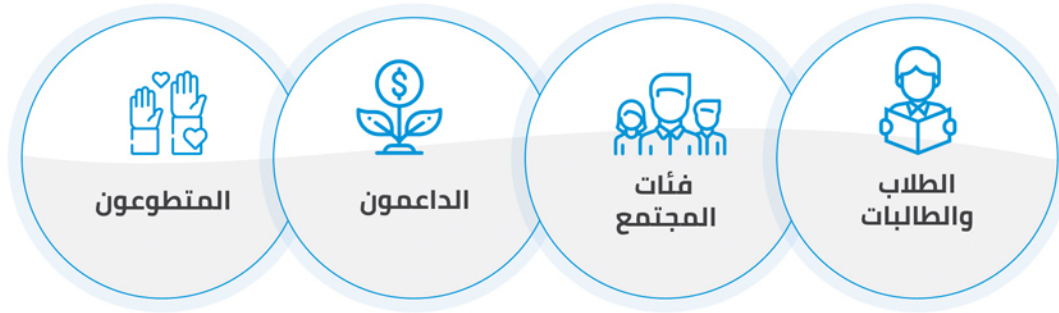 الطلاب
والطالبات
فئات
المجتمع
الداعمون
المتطوعون